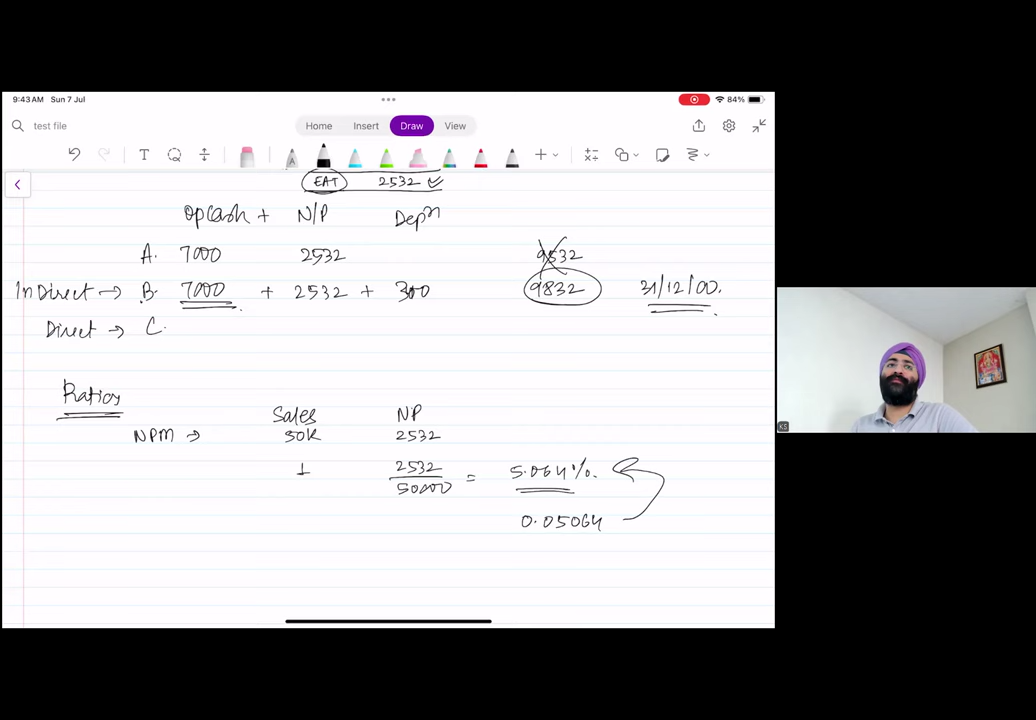 9:43 AM Sun 7 Jul
84%
test file
Home Insert Draw View
T
A
EAT 2532
Op Cash + N/P Depn
A. 7000 2532 9532
InDirect → B. 7000 + 2532 + 300 9832 31/12/00.
Direct → C.
Ratios
Sales NP
NPM → 50K 2532
1 2532
50000 = 5.064%.
0.05064
KS